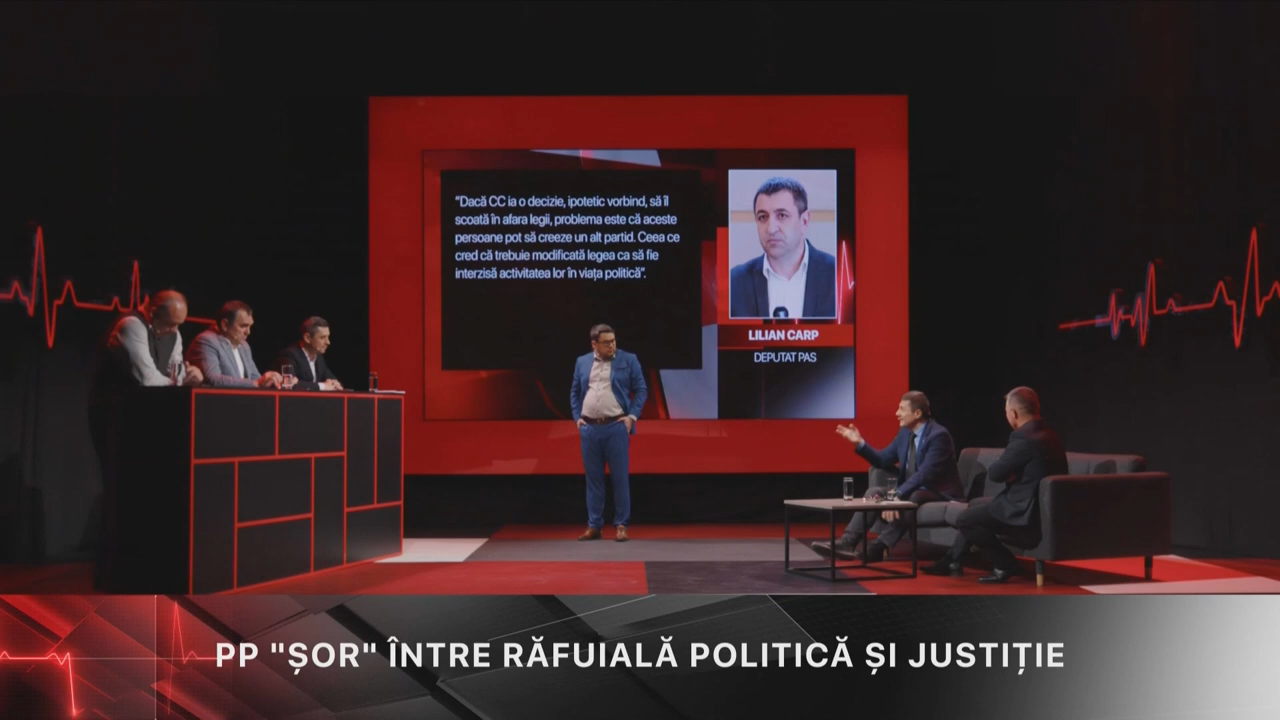 "Dacă CC ia o decizie, ipotetic vorbind, să îl
scoată în afara legii, problema este că aceste
persoane pot să creeze un alt partid. Ceea ce
cred că trebuie modificată legea ca să fie
interzisă activitatea lor în viața politică".
LILIAN CARP
DEPUTAT PAS
PP "ȘOR" ÎNTRE RĂFUIALĂ POLITICĂ ȘI JUSTIȚIE